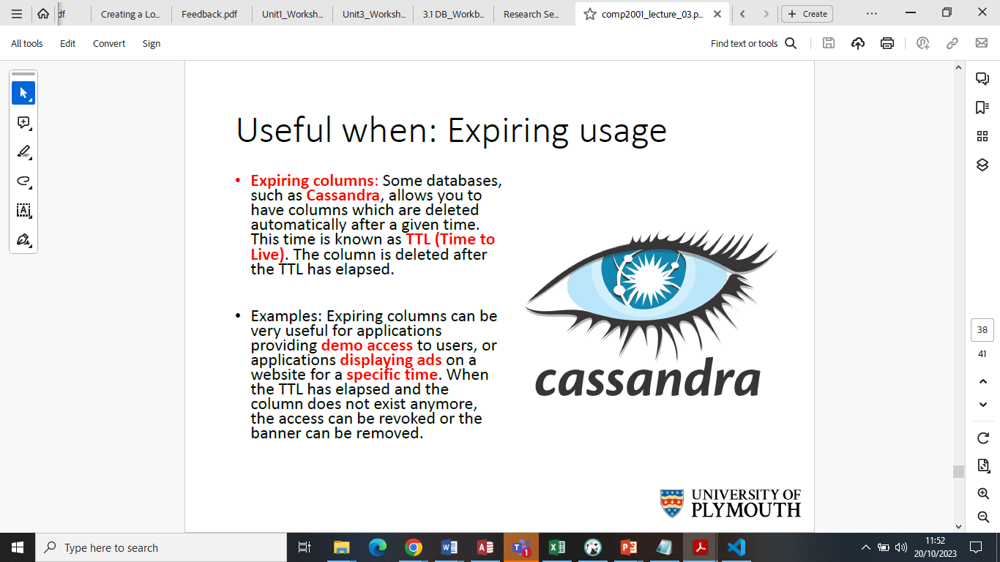 df
Creating a Lo...
Feedback.pdf
Unit1_Worksh...
Unit3_Worksh...
3.1 DB_Workb...
Research Se...
comp2001_lecture_03.p...
Create
All tools
Edit
Convert
Sign
Find text or tools
Useful when: Expiring usage
• Expiring columns: Some databases,
such as Cassandra, allows you to
have columns which are deleted
automatically after a given time.
This time is known as TTL (Time to
Live). The column is deleted after
the TTL has elapsed.
• Examples: Expiring columns can be
very useful for applications
providing demo access to users, or
applications displaying ads on a
website for a specific time. When
the TTL has elapsed and the
column does not exist anymore,
the access can be revoked or the
banner can be removed.
cassandra
UNIVERSITY OF
PLYMOUTH
38
41
Type here to search
1
11:52
20/10/2023